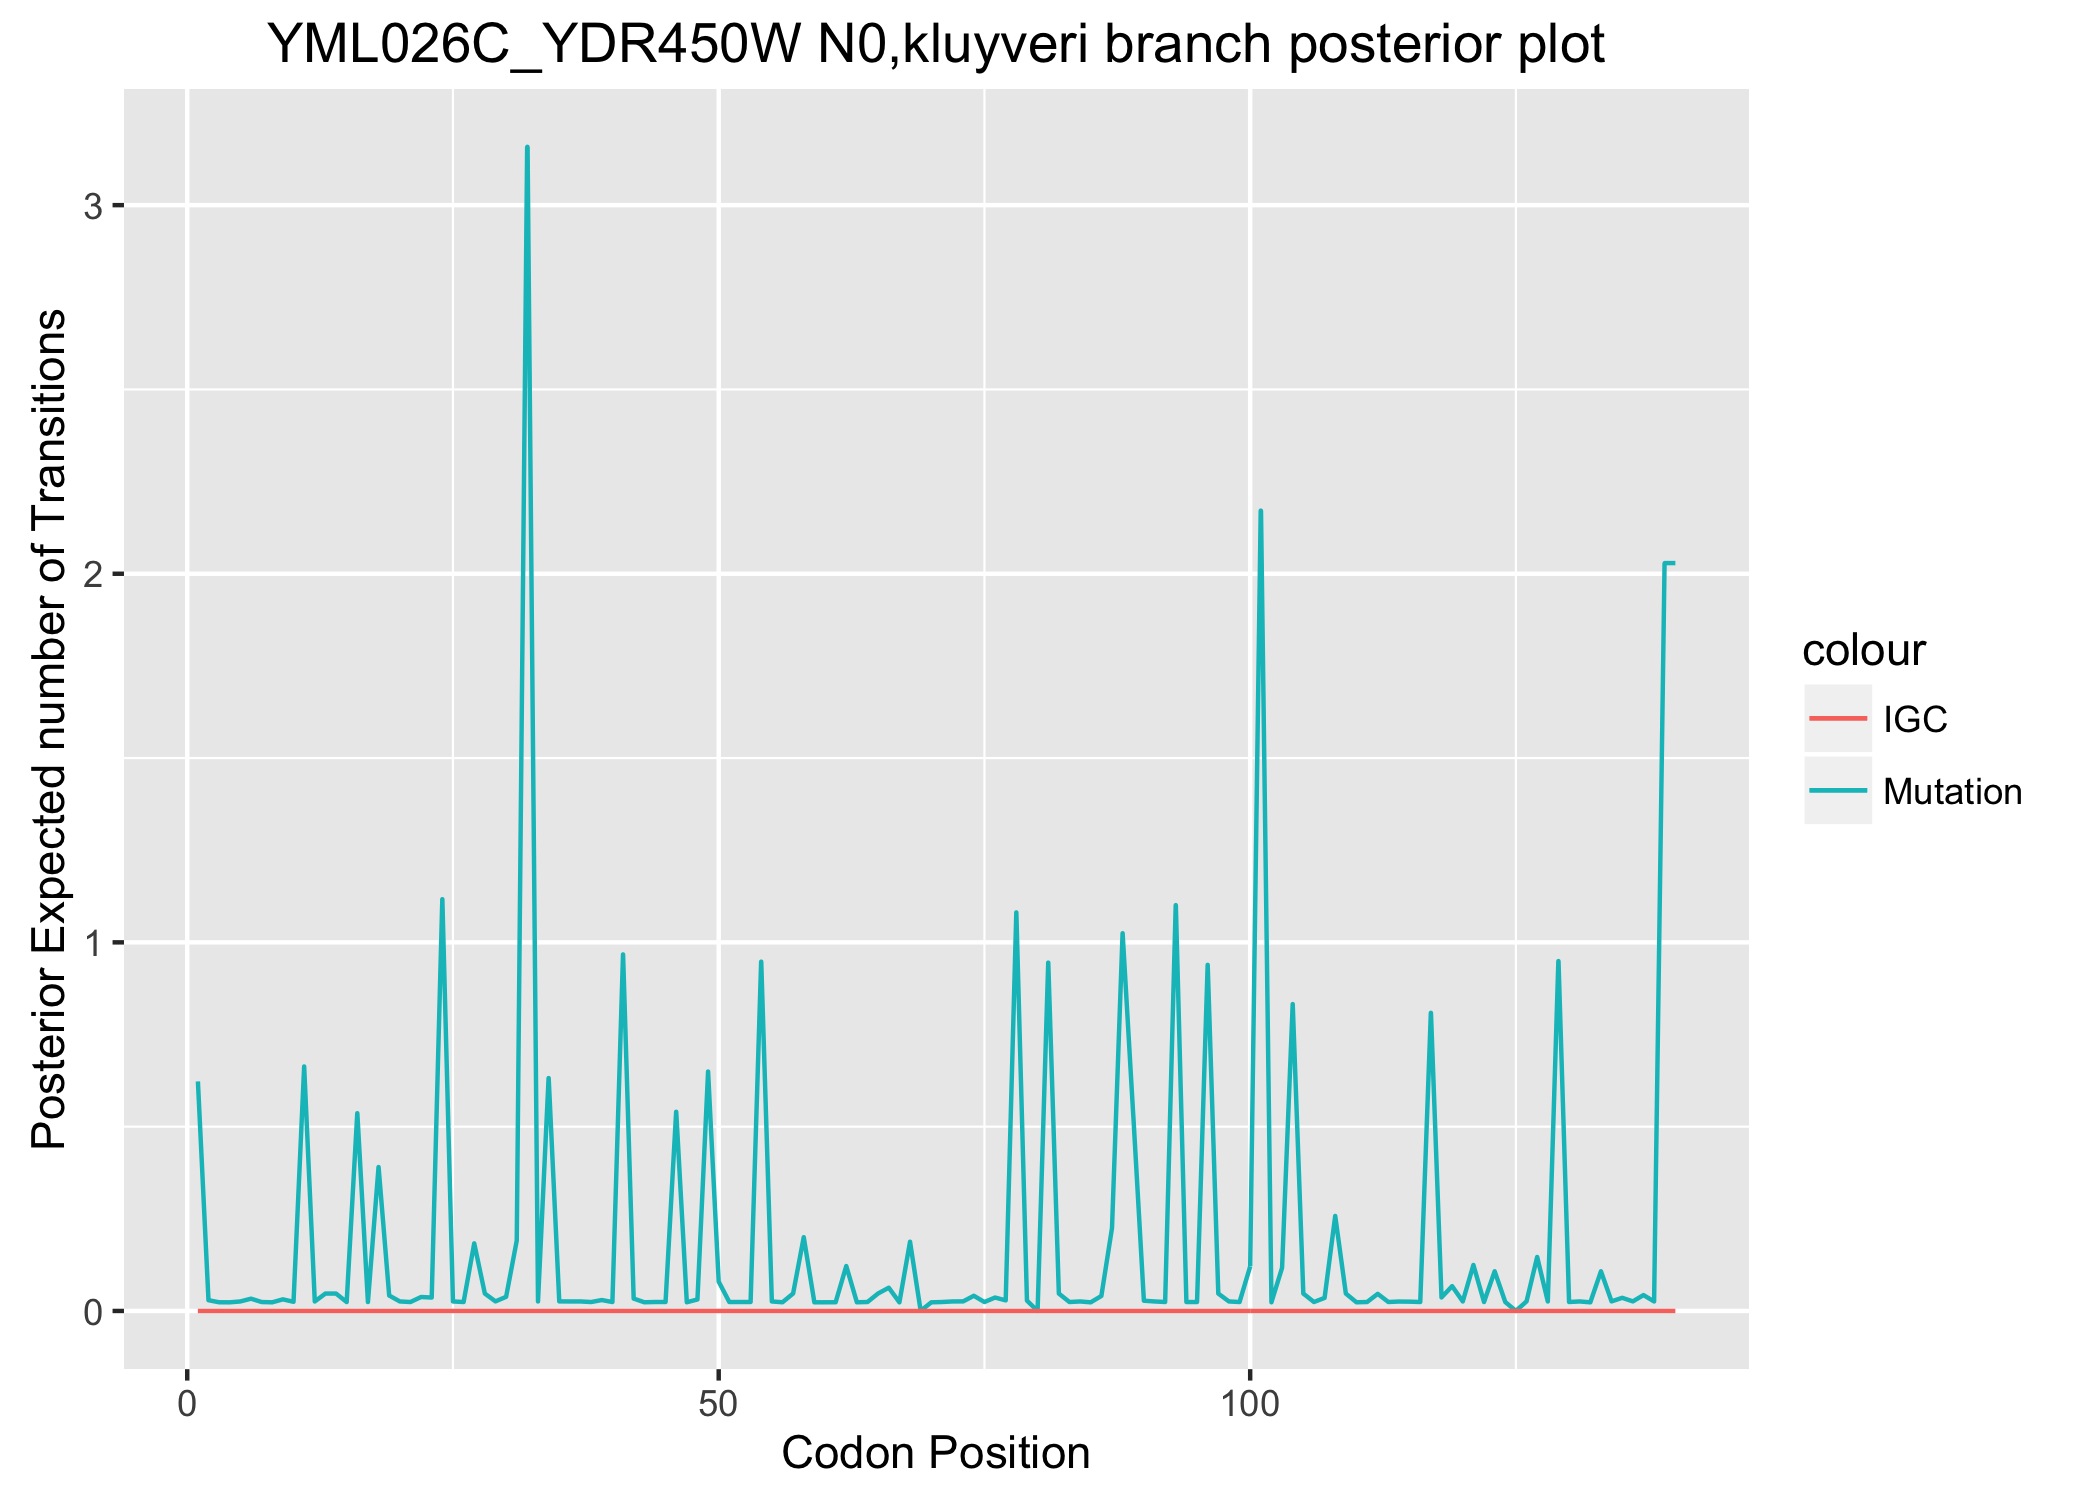 YML026C_YDR450W N0,kluyveri branch posterior plot
Posterior Expected number of Transitions
3
2
1
0
0 50 100
Codon Position
colour
IGC
Mutation